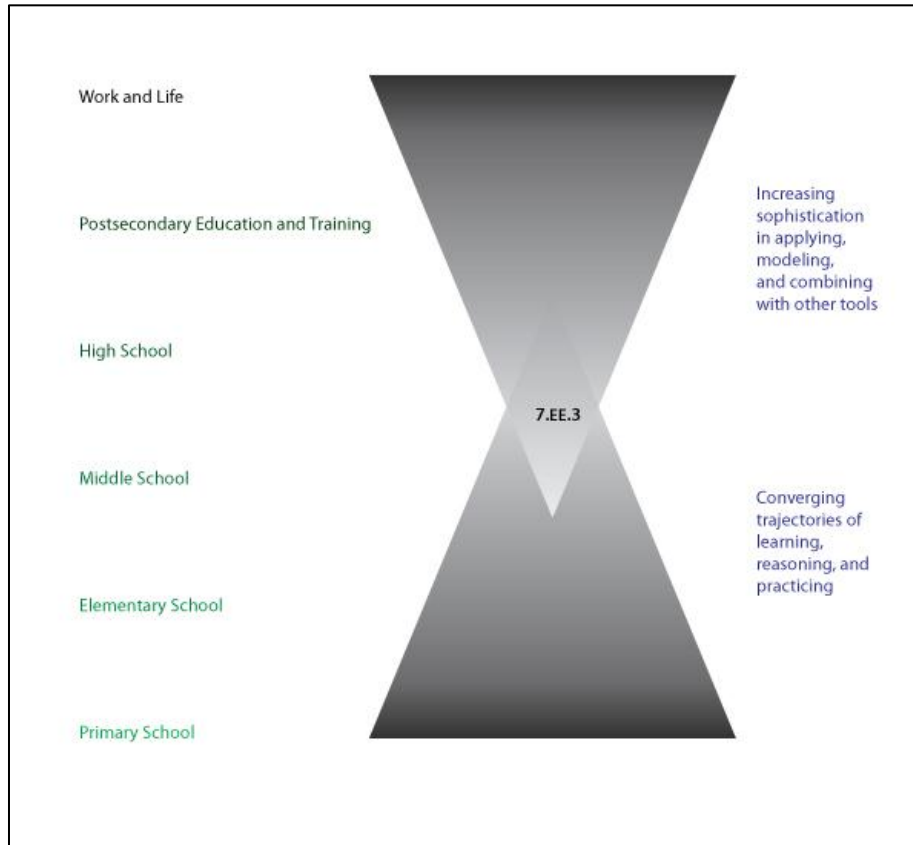 Work and Life
Postsecondary Education and Training
High School
Middle School
Elementary School
Primary School
7.EE.3
Increasing
sophistication
in applying,
modeling,
and combining
with other tools
Converging
trajectories of
learning,
reasoning, and
practicing